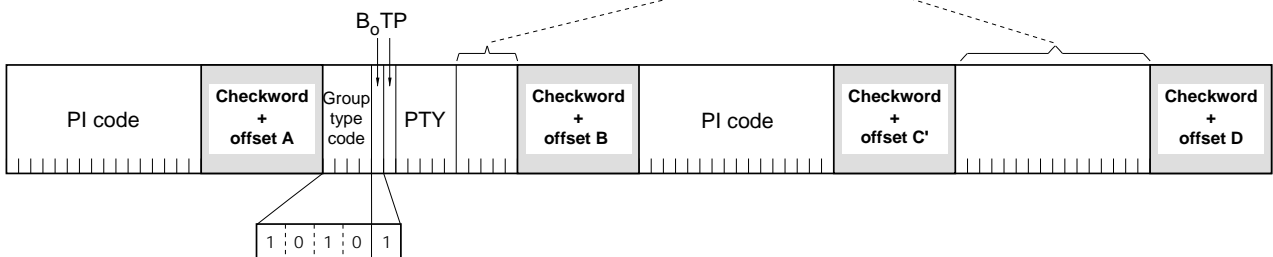 BoTP
PI code
Checkword
+
offset A
Group
type
code
PTY
Checkword
+
offset B
PI code
Checkword
+
offset C'
Checkword
+
offset D
1 0 1 0 1